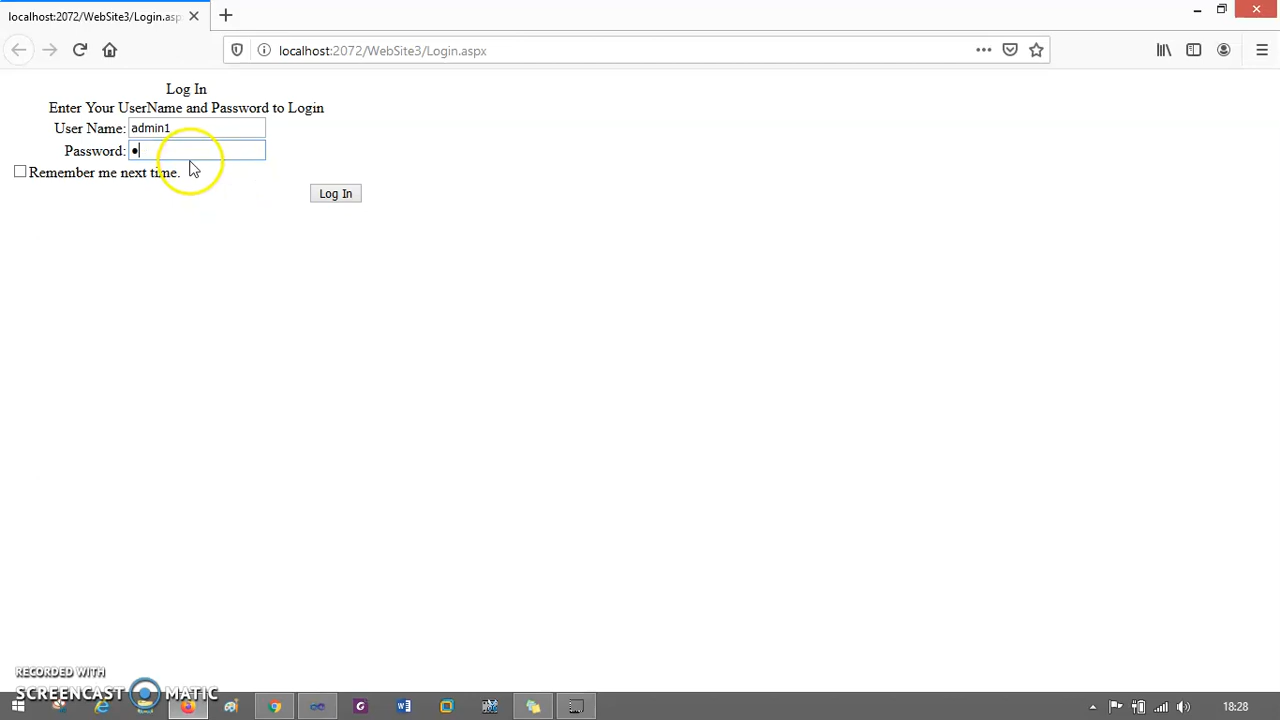 localhost:2072/WebSite3/Login.asp
localhost:2072/WebSite3/Login.aspx
Log In
Enter Your UserName and Password to Login
User Name: admin1
Password: ●
Remember me next time.
Log In
RECORDED WITH
SCREENCAST MATIC
18:28